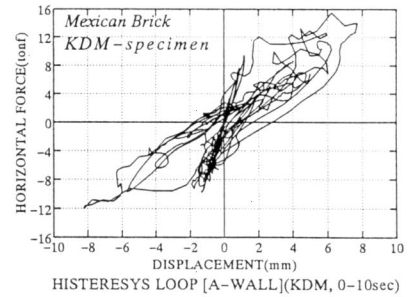 Mexican Brick
KDM-specimen
HORIZONTAL FORCE(tonf)
16
12
8
4
0
-4
-8
-12
-16
-10 -8 -6 -4 -2 0 2 4 6 8 10
DISPLACEMENT(mm)
HISTERESYS LOOP [A-WALL](KDM, 0-10sec)